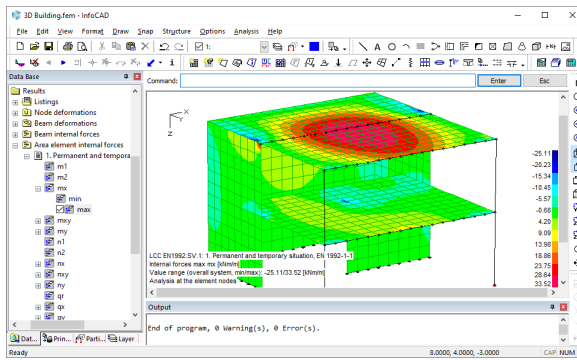 3D Building.fem - InfoCAD
File Edit View Format Draw Snap Structure Options Analysis Help
1:
Data Base
Command:
Enter
Esc
Results
Listings
Node deformations
Beam deformations
Beam internal forces
Area element internal forces
1. Permanent and tempora
m1
m2
mx
min
max
mxy
my
n1
n2
nx
nxy
ny
qr
qx
qy
X
Y
Z
-25.11
-20.23
-15.34
-10.45
-5.57
-0.68
4.20
9.09
13.98
18.86
23.75
28.64
33.52
LCC EN1992.SV.1: 1. Permanent and temporary situation, EN 1992-1-1
Internal forces max mx [kNm/m]
Value range (overall system, min/max): -25.11/33.52 [kNm/m]
Analysis at the element nodes
Output
End of program, 0 Warning(s), 0 Error(s).
Dat... Prin... Parti... Layer
Ready
8.0000, 4.0000, -3.0000
CAP NUM